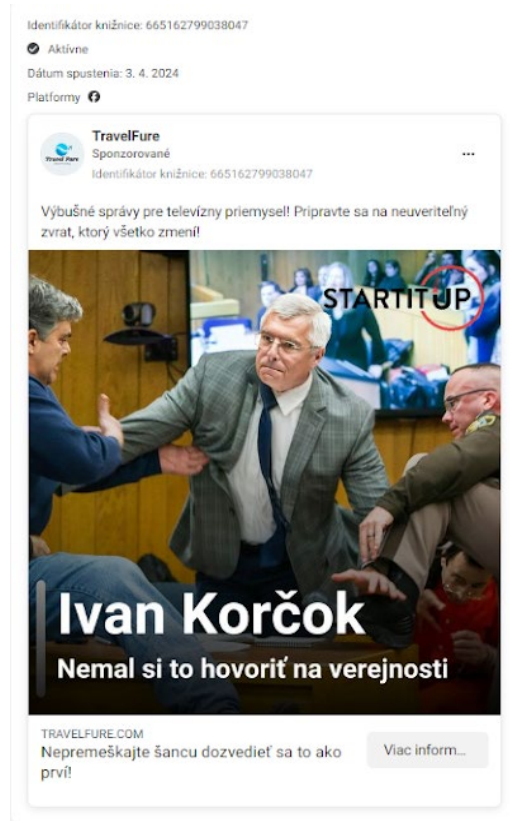 Identifikátor knižnice: 665162799038047
Aktívne
Dátum spustenia: 3. 4. 2024
Platformy
Travel Fure
TravelFure
Sponzorované
Identifikátor knižnice: 665162799038047
Výbušné správy pre televízny priemysel! Pripravte sa na neuveriteľný
zvrat, ktorý všetko zmení!
STARTITUP
Ivan Korčok
Nemal si to hovoriť na verejnosti
TRAVELFURE.COM
Nepremeškajte šancu dozvedieť sa to ako
prví!
Viac inform...